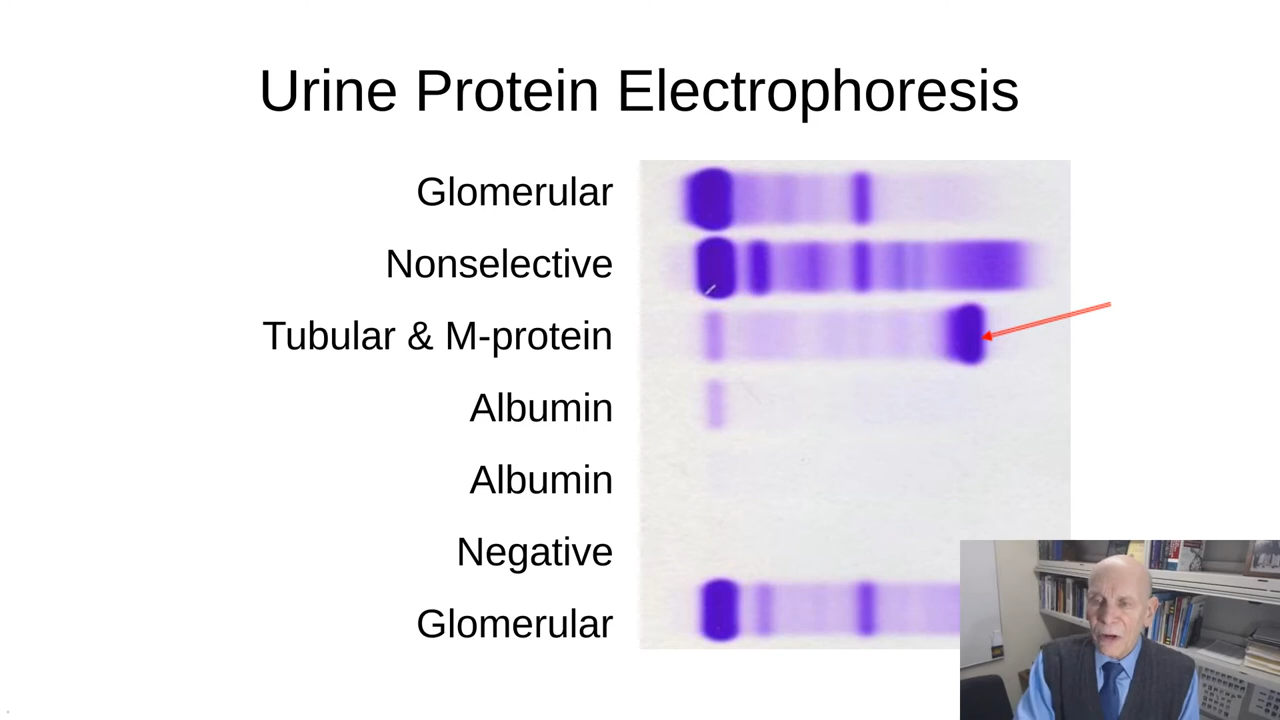 Urine Protein Electrophoresis
Glomerular
Nonselective
Tubular & M-protein
Albumin
Albumin
Negative
Glomerular